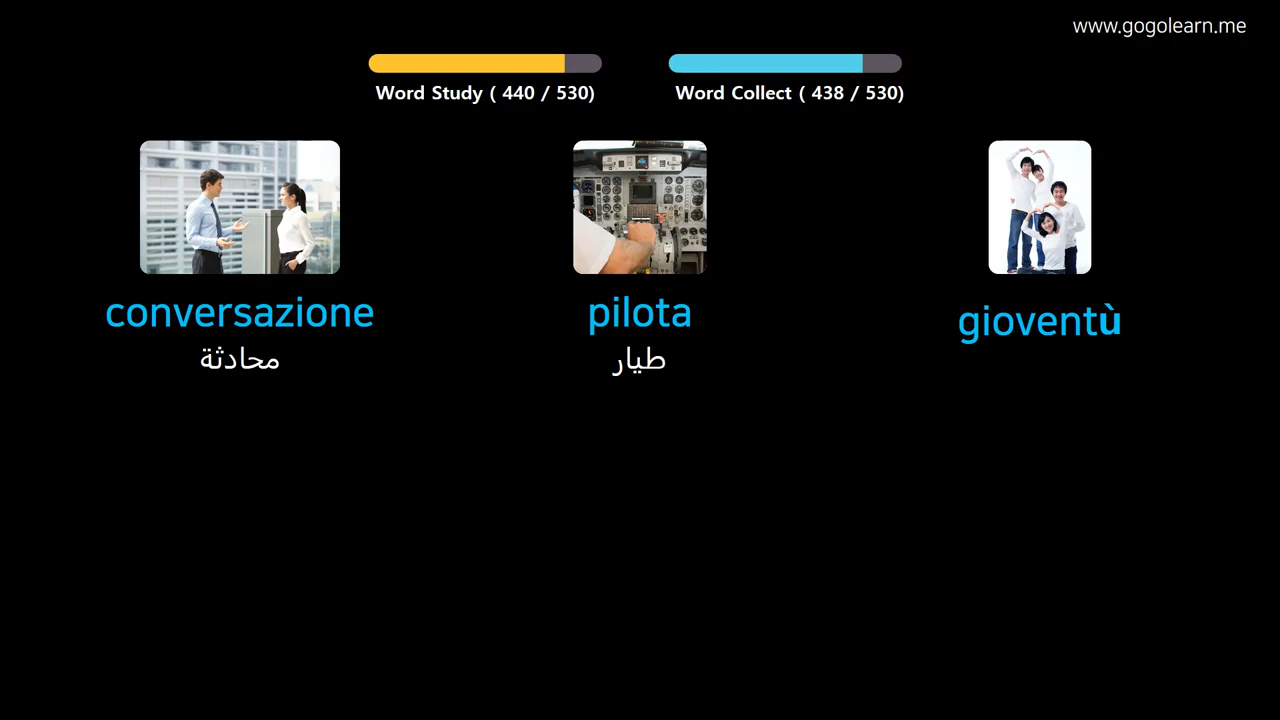 www.gogolearn.me
Word Study ( 440 / 530)
Word Collect ( 438 / 530)
conversazione
محادثة
pilota
طيار
gioventù